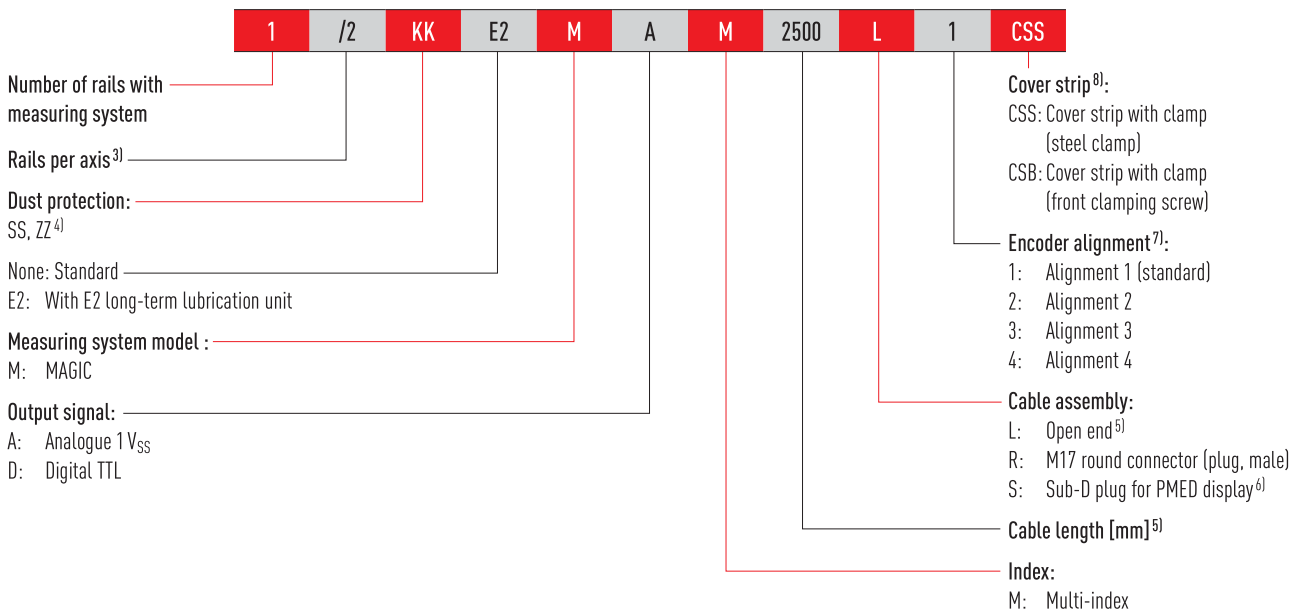 1 /2 KK E2 M A M 2500 L 1 CSS
Number of rails with
measuring system
Rails per axis 3)
Dust protection:
SS, ZZ 4)
None: Standard
E2: With E2 long-term lubrication unit
Measuring system model :
M: MAGIC
Output signal:
A: Analogue 1 VSS
D: Digital TTL
Cover strip 8):
CSS: Cover strip with clamp
(steel clamp)
CSB: Cover strip with clamp
(front clamping screw)
Encoder alignment 7):
1: Alignment 1 (standard)
2: Alignment 2
3: Alignment 3
4: Alignment 4
Cable assembly:
L: Open end 5)
R: M17 round connector (plug, male)
S: Sub-D plug for PMED display 6)
Cable length [mm] 5)
Index:
M: Multi-index